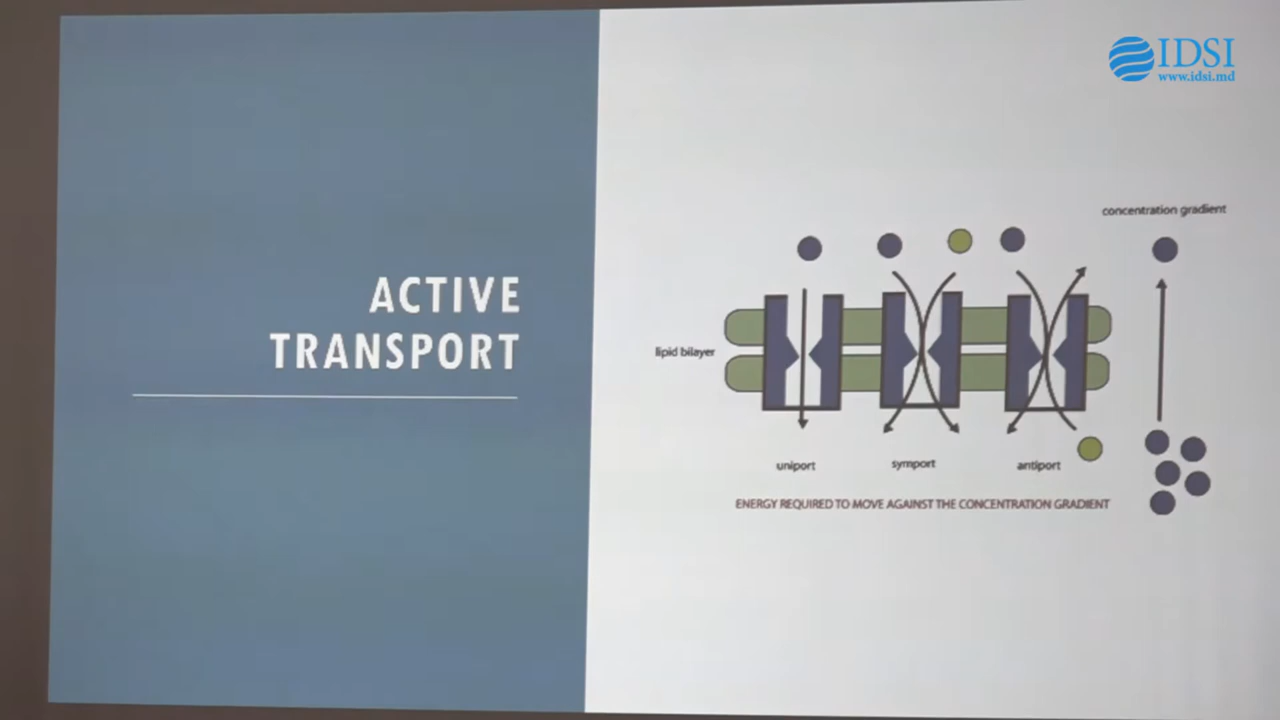 IDSI
www.idsi.md
ACTIVE
TRANSPORT
concentration gradient
lipid bilayer
uniport
symport
antiport
ENERGY REQUIRED TO MOVE AGAINST THE CONCENTRATION GRADIENT